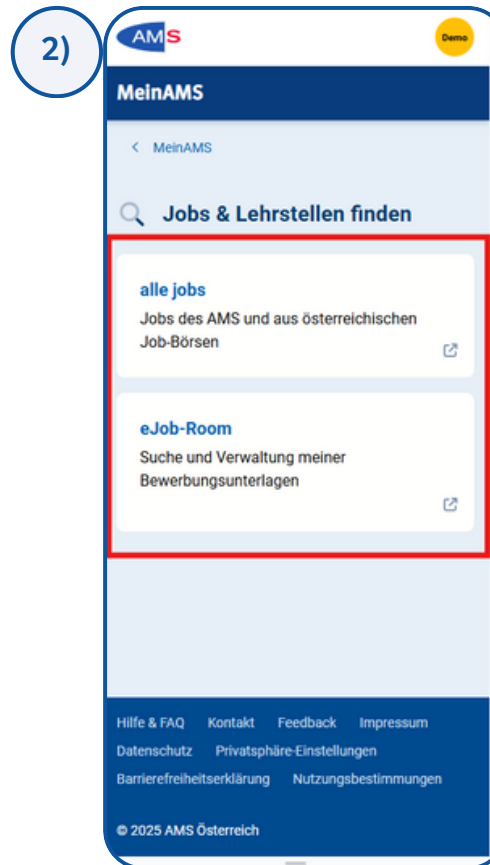 2)
AMS
Demo
MeinAMS
< MeinAMS
Jobs & Lehrstellen finden
alle jobs
Jobs des AMS und aus österreichischen
Job-Börsen
eJob-Room
Suche und Verwaltung meiner
Bewerbungsunterlagen
Hilfe & FAQ Kontakt Feedback Impressum
Datenschutz Privatsphäre-Einstellungen
Barrierefreiheitserklärung Nutzungsbestimmungen
© 2025 AMS Österreich